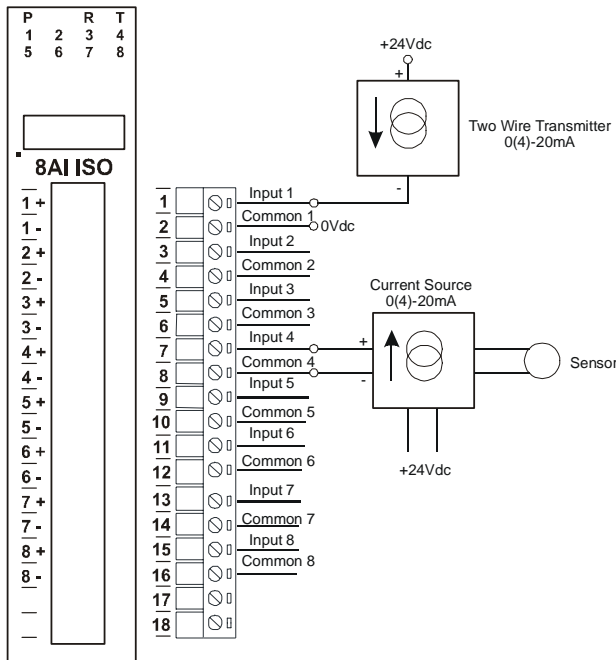 P R T
1 2 3 4
5 6 7 8
8AI ISO
1 +
1 -
2 +
2 -
3 +
3 -
4 +
4 -
5 +
5 -
6 +
6 -
7 +
7 -
8 +
8 -
1 Input 1
2 Common 1
0Vdc
3 Input 2
4 Common 2
5 Input 3
6 Common 3
7 Input 4
8 Common 4
9 Input 5
10 Common 5
11 Input 6
12 Common 6
13 Input 7
14 Common 7
15 Input 8
16 Common 8
17
18
+24Vdc
+
-
Two Wire Transmitter
0(4)-20mA
Current Source
0(4)-20mA
+
-
Sensor
+24Vdc